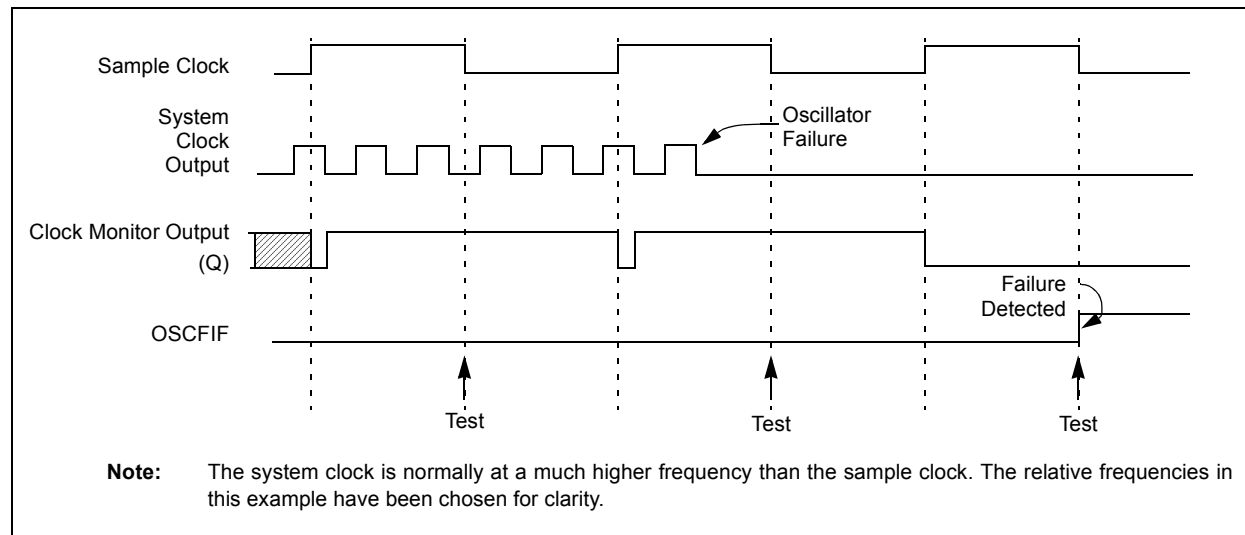 Sample Clock
System
Clock
Output
Oscillator
Failure
Clock Monitor Output
(Q)
Failure
Detected
OSCFIF
Test
Test
Test
Note: The system clock is normally at a much higher frequency than the sample clock. The relative frequencies in
this example have been chosen for clarity.